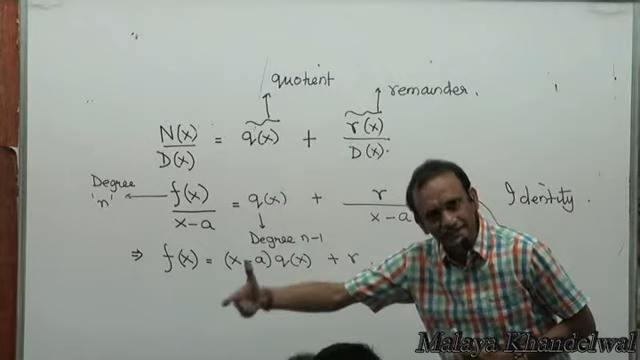 quotient
remainder.
N(x)/D(x) = q(x) + r(x)/D(x).
Degree 'n'
f(x)/x-a = q(x) + r/x-a
Identity.
Degree n-1
⇒ f(x) = (x-a) q(x) + r.
Malaya Khandelwal